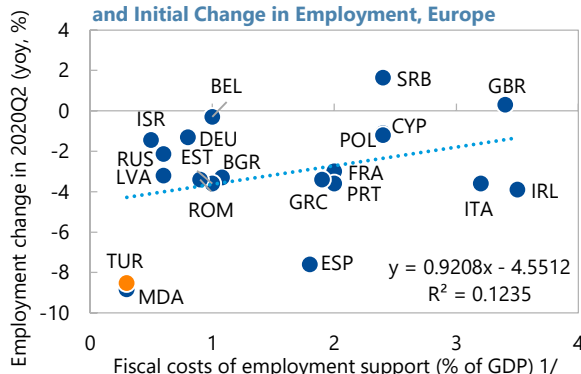 and Initial Change in Employment, Europe
Employment change in 2020Q2 (yoy, %)
4
2
0
-2
-4
-6
-8
-10
BEL
SRB
GBR
ISR
DEU
CYP
POL
RUS
EST
BGR
LVA
FRA
ROM
GRC
PRT
ITA
IRL
TUR
ESP
MDA
y = 0.9208x - 4.5512
R² = 0.1235
0 1 2 3 4
Fiscal costs of employment support (% of GDP) 1/